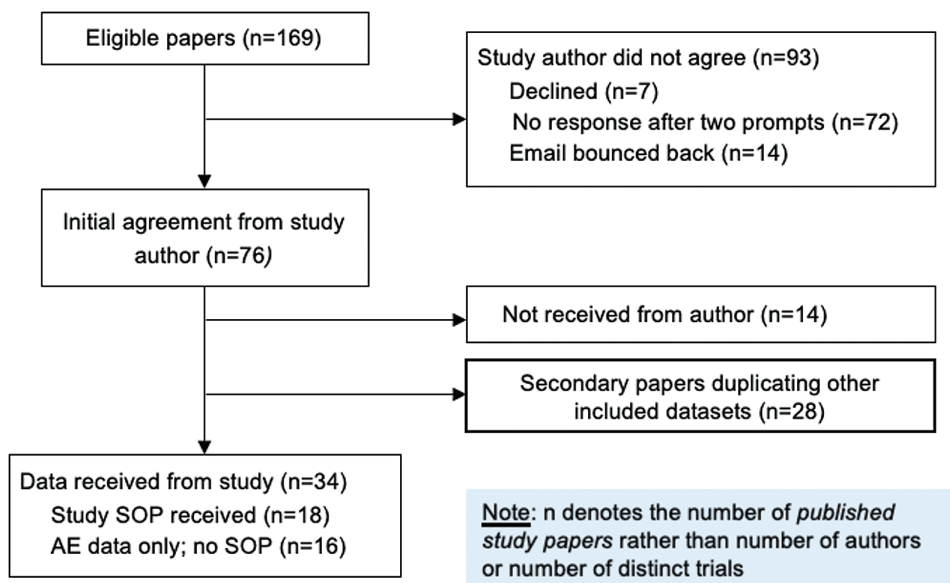 Eligible papers (n=169)
Study author did not agree (n=93)
Declined (n=7)
No response after two prompts (n=72)
Email bounced back (n=14)
Initial agreement from study
author (n=76)
Not received from author (n=14)
Secondary papers duplicating other
included datasets (n=28)
Data received from study (n=34)
Study SOP received (n=18)
AE data only; no SOP (n=16)
Note: n denotes the number of published
study papers rather than number of authors
or number of distinct trials